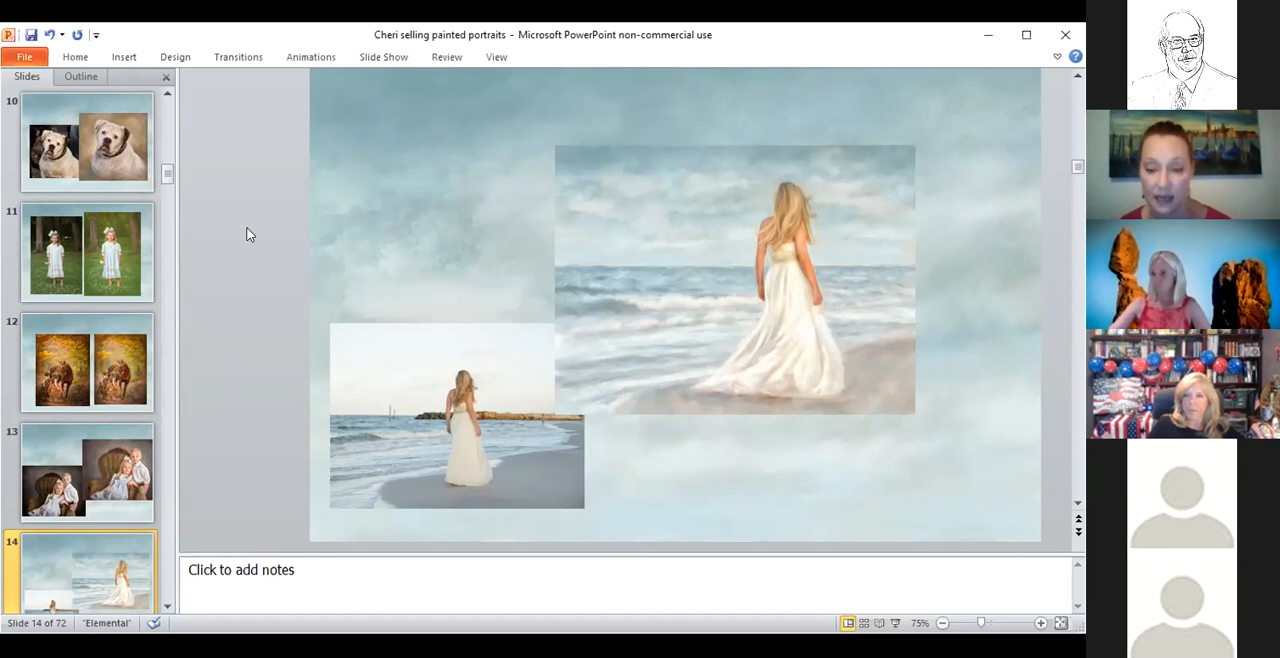 Cheri selling painted portraits - Microsoft PowerPoint non-commercial use
File Home Insert Design Transitions Animations Slide Show Review View
Slides Outline
10
11
12
13
14
Click to add notes
Slide 14 of 72 "Elemental" 75%